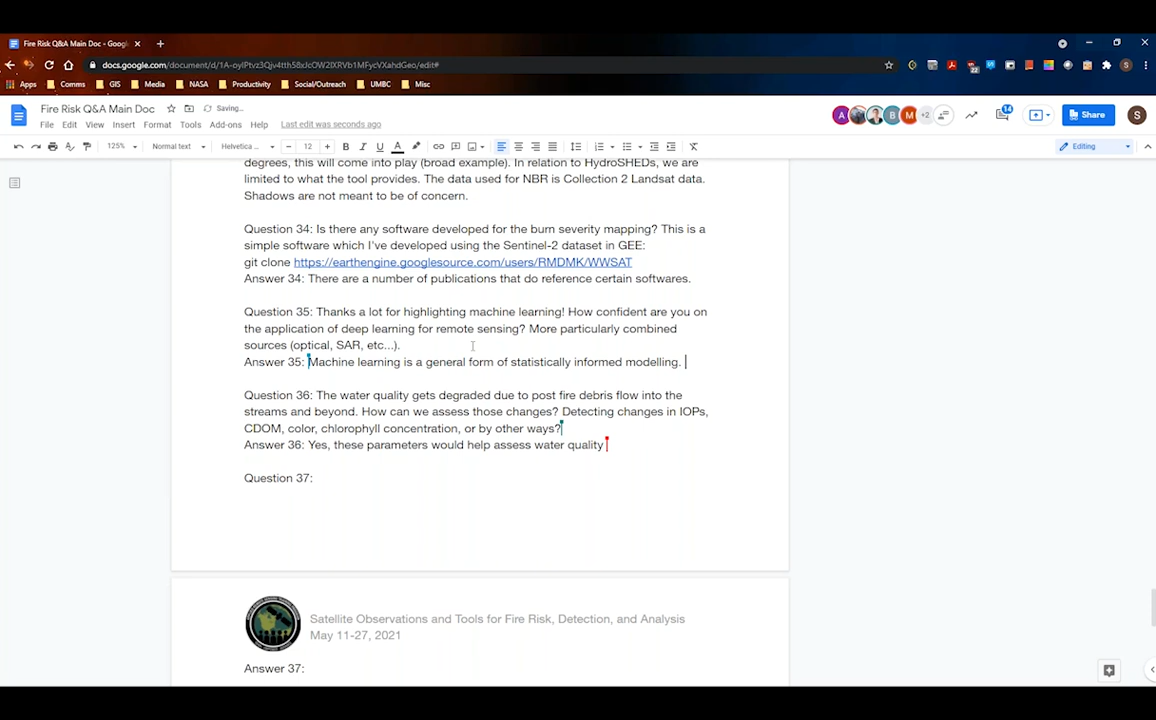 Fire Risk Q&A Main Doc - Googl
docs.google.com/document/d/1A-oyIPtvz3Qjv4tth58xJcOW2IXRVb1MFycVXahdGeo/edit#
Apps Comms GIS Media NASA Productivity Social/Outreach UMBC Misc
Fire Risk Q&A Main Doc Saving...
File Edit View Insert Format Tools Add-ons Help Last edit was seconds ago
A B M +2 14 Share S
125% Normal text Helvetica ... 12 B I U A Editing
degrees, this will come into play (broad example). In relation to HydroSHEDs, we are
limited to what the tool provides. The data used for NBR is Collection 2 Landsat data.
Shadows are not meant to be of concern.
Question 34: Is there any software developed for the burn severity mapping? This is a
simple software which I've developed using the Sentinel-2 dataset in GEE:
git clone https://earthengine.googlesource.com/users/RMDMK/WWSAT
Answer 34: There are a number of publications that do reference certain softwares.
Question 35: Thanks a lot for highlighting machine learning! How confident are you on
the application of deep learning for remote sensing? More particularly combined
sources (optical, SAR, etc...).
Answer 35: Machine learning is a general form of statistically informed modelling.
Question 36: The water quality gets degraded due to post fire debris flow into the
streams and beyond. How can we assess those changes? Detecting changes in IOPs,
CDOM, color, chlorophyll concentration, or by other ways?
Answer 36: Yes, these parameters would help assess water quality
Question 37:
Satellite Observations and Tools for Fire Risk, Detection, and Analysis
May 11-27, 2021
Answer 37: